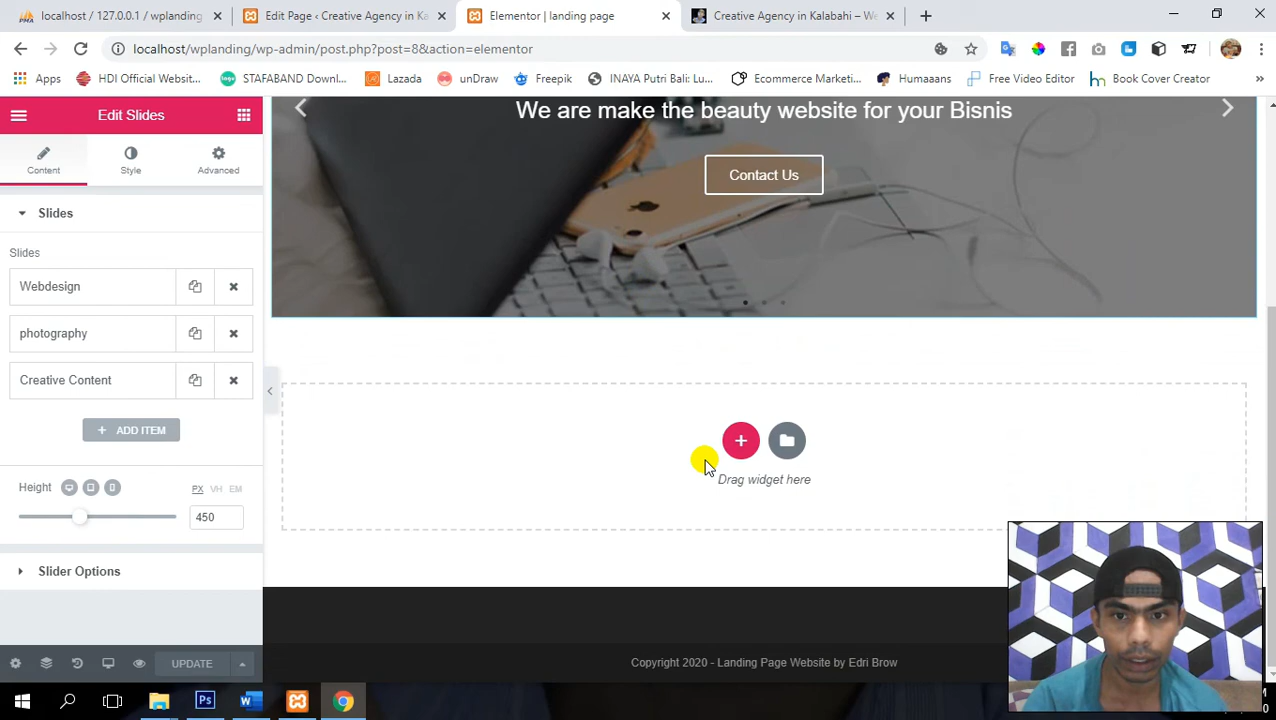 localhost / 127.0.0.1 / wplanding
Edit Page ‹ Creative Agency in Kal
Elementor | landing page
Creative Agency in Kalabahi – We
localhost/wplanding/wp-admin/post.php?post=8&action=elementor
Apps
HDI Official Websit...
STAFABAND Downl...
Lazada
unDraw
Freepik
INAYA Putri Bali: Lu...
Ecommerce Marketi...
Humaaans
Free Video Editor
Book Cover Creator
»
Edit Slides
Content
Style
Advanced
Slides
Slides
Webdesign
photography
Creative Content
+ ADD ITEM
Height
PX VH EM
450
Slider Options
UPDATE
We are make the beauty website for your Bisnis
Contact Us
Drag widget here
Copyright 2020 - Landing Page Website by Edri Brow